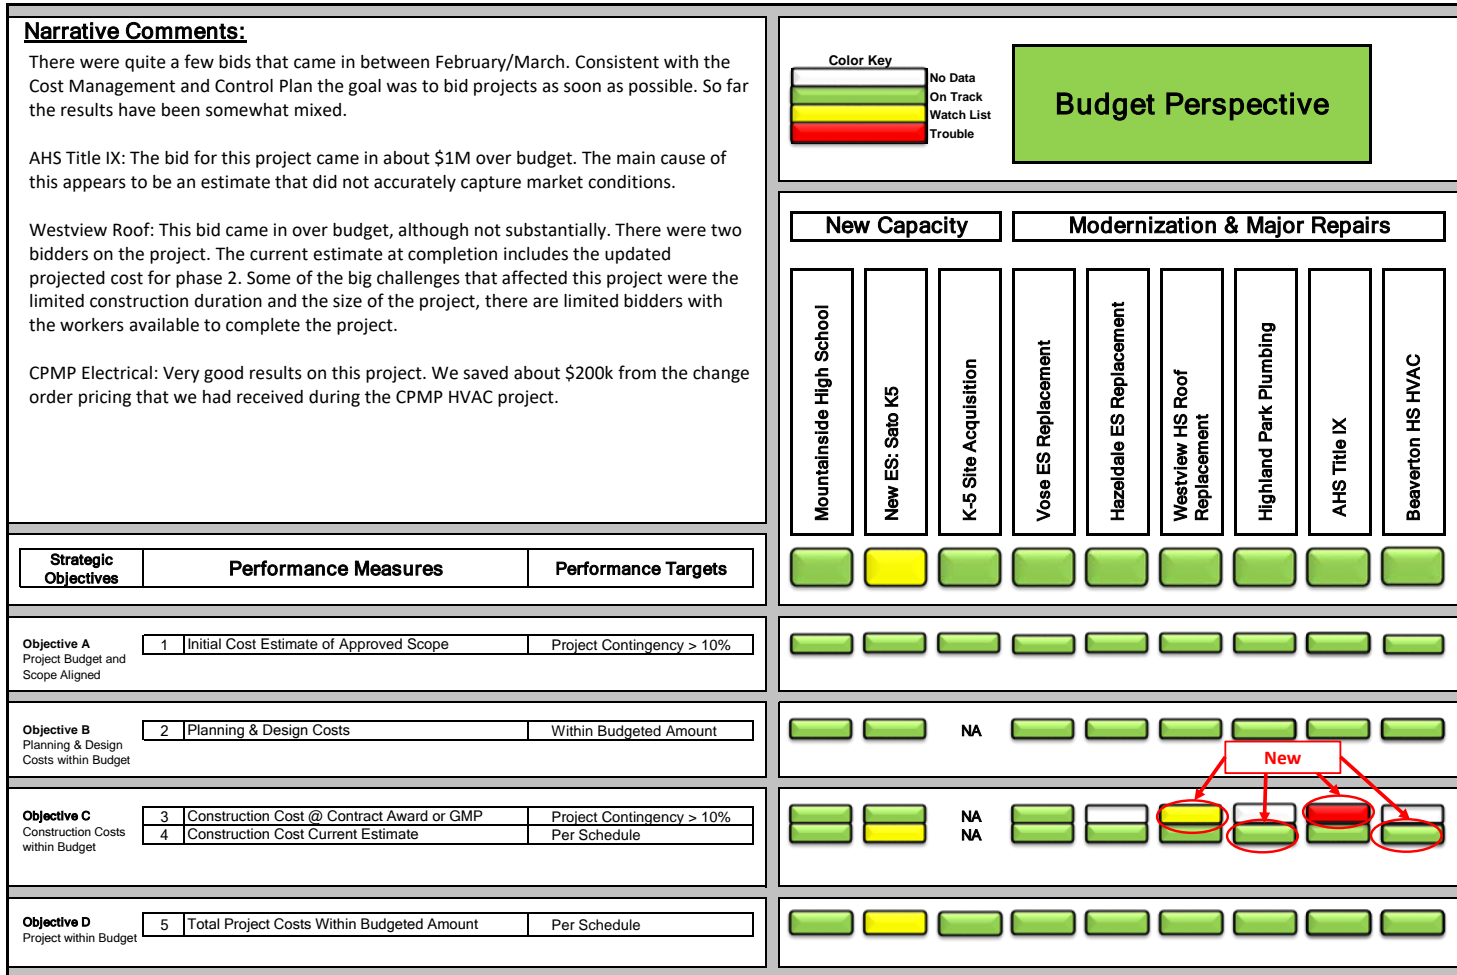 Narrative Comments:
There were quite a few bids that came in between February/March. Consistent with the
Cost Management and Control Plan the goal was to bid projects as soon as possible. So far
the results have been somewhat mixed.
AHS Title IX: The bid for this project came in about $1M over budget. The main cause of
this appears to be an estimate that did not accurately capture market conditions.
Westview Roof: This bid came in over budget, although not substantially. There were two
bidders on the project. The current estimate at completion includes the updated
projected cost for phase 2. Some of the big challenges that affected this project were the
limited construction duration and the size of the project, there are limited bidders with
the workers available to complete the project.
CPMP Electrical: Very good results on this project. We saved about $200k from the change
order pricing that we had received during the CPMP HVAC project.
Color Key
No Data
On Track
Watch List
Trouble
Budget Perspective
New Capacity
Modernization & Major Repairs
Mountainside High School
New ES: Sato K5
K-5 Site Acquisition
Vose ES Replacement
Hazeldale ES Replacement
Westview HS Roof
Replacement
Highland Park Plumbing
AHS Title IX
Beaverton HS HVAC
Strategic
Objectives
Performance Measures
Performance Targets
Objective A
Project Budget and
Scope Aligned
1 Initial Cost Estimate of Approved Scope Project Contingency > 10%
Objective B
Planning & Design
Costs within Budget
2 Planning & Design Costs Within Budgeted Amount
NA
New
Objective C
Construction Costs
within Budget
3 Construction Cost @ Contract Award or GMP Project Contingency > 10%
NA
4 Construction Cost Current Estimate Per Schedule
NA
Objective D
Project within Budget
5 Total Project Costs Within Budgeted Amount Per Schedule